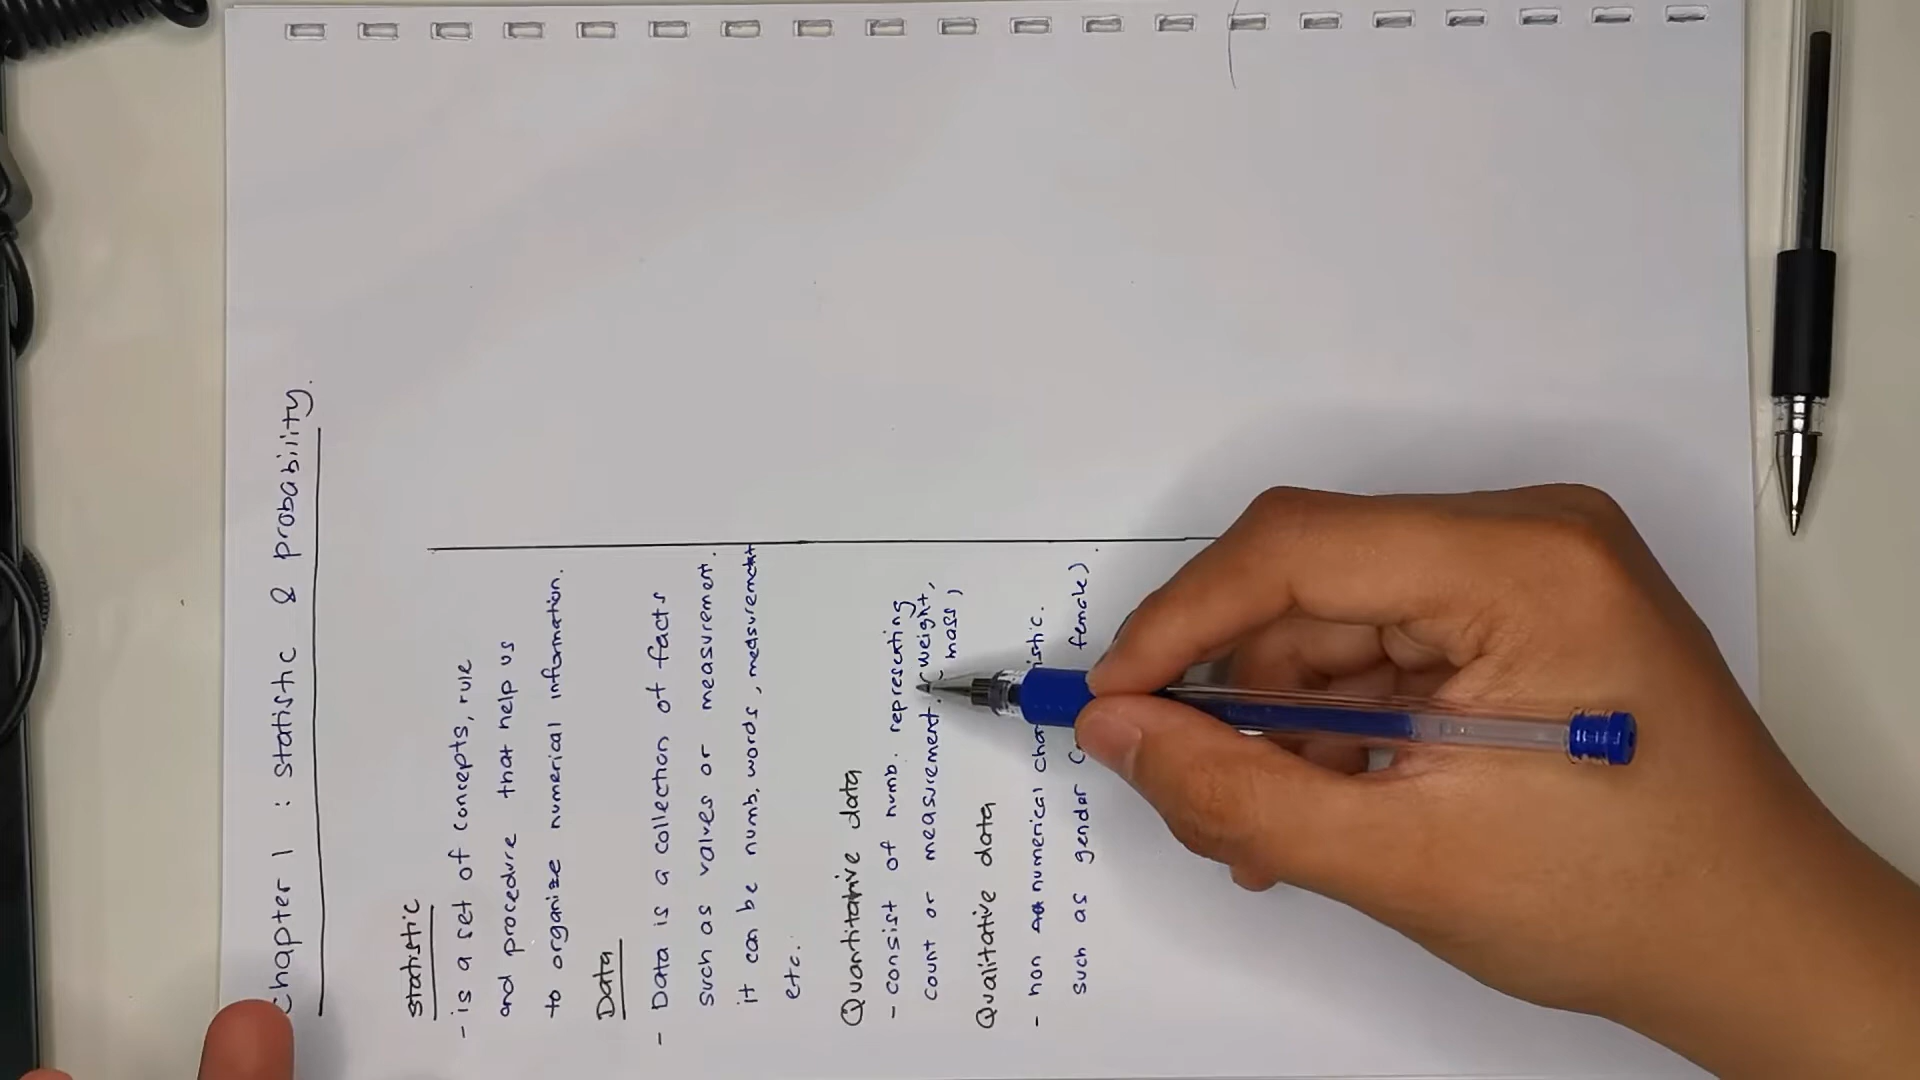 Chapter 1 : statistic & probability.
statistic
- is a set of concepts, rule
and procedure that help us
to organize numerical information.
Data
- Data is a collection of facts
such as values or measurement.
it can be numb, words, measurement
etc.
Quantitative data
- consist of numb. representing
count or measurement. (weight,
mass)
Qualitative data
- non numerical
such as gender ( female).